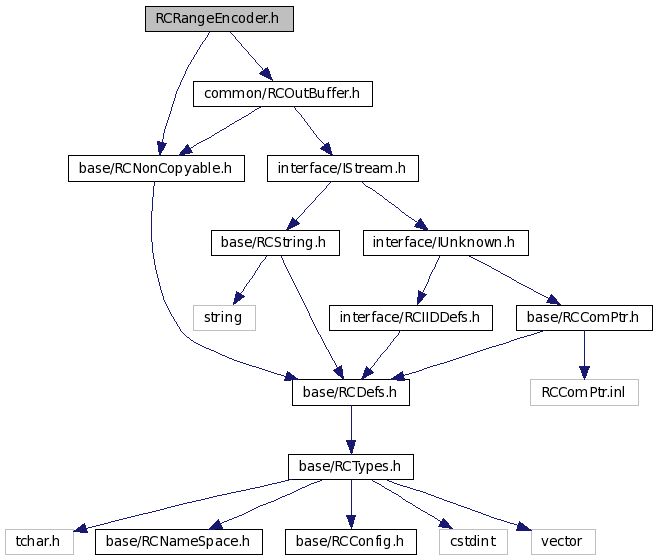 RCRangeEncoder.h
common/RCOutBuffer.h
base/RCNonCopyable.h
interface/IStream.h
base/RCString.h
interface/IUnknown.h
string
interface/RCIIDDefs.h
base/RCComPtr.h
base/RCDefs.h
RCComPtr.inl
base/RCTypes.h
tchar.h
base/RCNameSpace.h
base/RCConfig.h
cstdint
vector